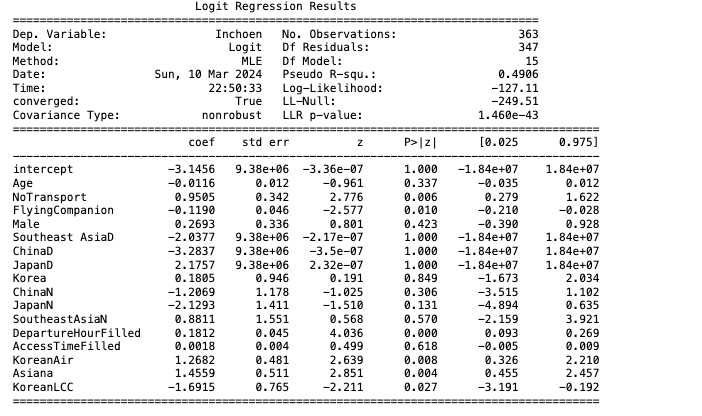 Logit Regression Results
==============================================================================
Dep. Variable: Inchoen No. Observations: 363
Model: Logit Df Residuals: 347
Method: MLE Df Model: 15
Date: Sun, 10 Mar 2024 Pseudo R-squ.: 0.4906
Time: 22:50:33 Log-Likelihood: -127.11
converged: True LL-Null: -249.51
Covariance Type: nonrobust LLR p-value: 1.460e-43
=======================================================================================
coef std err z P>|z| [0.025 0.975]
---------------------------------------------------------------------------------------
intercept -3.1456 9.38e+06 -3.36e-07 1.000 -1.84e+07 1.84e+07
Age -0.0116 0.012 -0.961 0.337 -0.035 0.012
NoTransport 0.9505 0.342 2.776 0.006 0.279 1.622
FlyingCompanion -0.1190 0.046 -2.577 0.010 -0.210 -0.028
Male 0.2693 0.336 0.801 0.423 -0.390 0.928
Southeast AsiaD -2.0377 9.38e+06 -2.17e-07 1.000 -1.84e+07 1.84e+07
ChinaD -3.2837 9.38e+06 -3.5e-07 1.000 -1.84e+07 1.84e+07
JapanD 2.1757 9.38e+06 2.32e-07 1.000 -1.84e+07 1.84e+07
Korea 0.1805 0.946 0.191 0.849 -1.673 2.034
ChinaN -1.2069 1.178 -1.025 0.306 -3.515 1.102
JapanN -2.1293 1.411 -1.510 0.131 -4.894 0.635
SoutheastAsiaN 0.8811 1.551 0.568 0.570 -2.159 3.921
DepartureHourFilled 0.1812 0.045 4.036 0.000 0.093 0.269
AccessTimeFilled 0.0018 0.004 0.499 0.618 -0.005 0.009
KoreanAir 1.2682 0.481 2.639 0.008 0.326 2.210
Asiana 1.4559 0.511 2.851 0.004 0.455 2.457
KoreanLCC -1.6915 0.765 -2.211 0.027 -3.191 -0.192
=======================================================================================